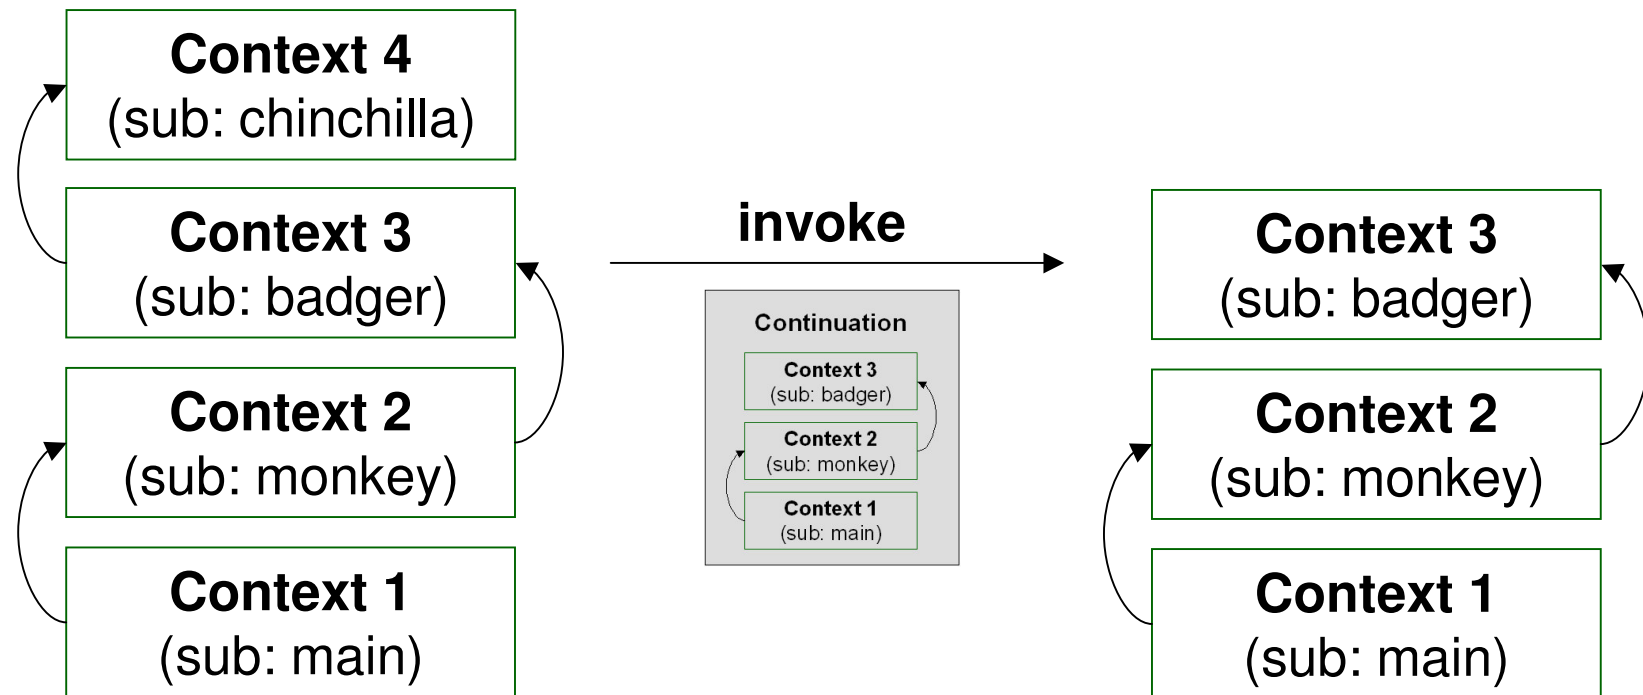 Context 4
(sub: chinchilla)
Context 3
(sub: badger)
Context 2
(sub: monkey)
Context 1
(sub: main)
invoke
Continuation
Context 3
(sub: badger)
Context 2
(sub: monkey)
Context 1
(sub: main)
Context 3
(sub: badger)
Context 2
(sub: monkey)
Context 1
(sub: main)